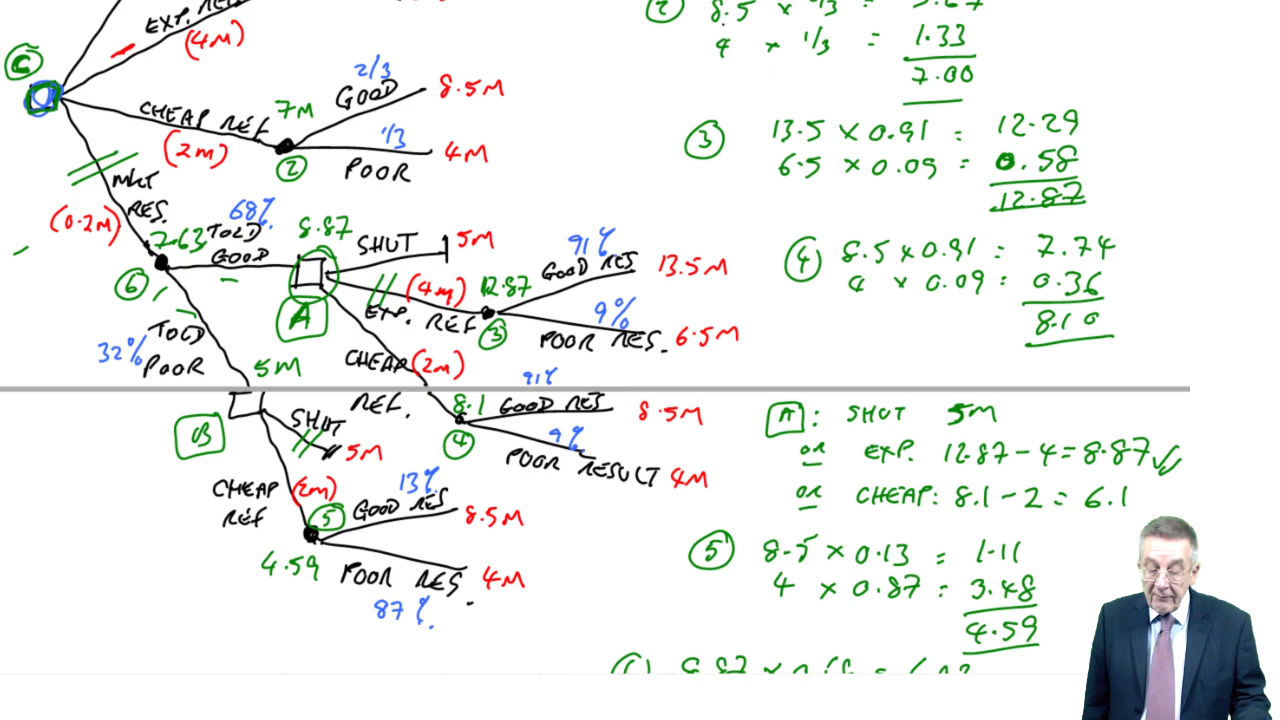 C
EXP. RE
(4M)
CHEAP REF
(2m)
7M
2
2/3
GOOD
8.5M
1/3
POOR
4M
MKT
RES.
(0.2M)
7.63
6
68%
TOLD
GOOD
8.87
A
SHUT
5M
EXP. REF
(4m)
12.87
3
91%
GOOD RES
13.5M
9%
POOR RES.
6.5M
CHEAP
REF.
(2m)
8.1
4
91%
GOOD RES
8.5M
9%
POOR RESULT
4M
TOLD
POOR
32%
5M
B
SHUT
5M
CHEAP
REF
(2m)
5
4.59
13%
GOOD RES
8.5M
POOR RES.
4M
87%
4 x 1/3 = 1.33
7.00
3
13.5 x 0.91 = 12.29
6.5 x 0.09 = 0.58
12.87
4
8.5 x 0.91 = 7.74
4 x 0.09 = 0.36
8.10
A : SHUT 5M
or EXP. 12.87 - 4 = 8.87
or CHEAP: 8.1 - 2 = 6.1
5
8.5 x 0.13 = 1.11
4 x 0.87 = 3.48
4.59